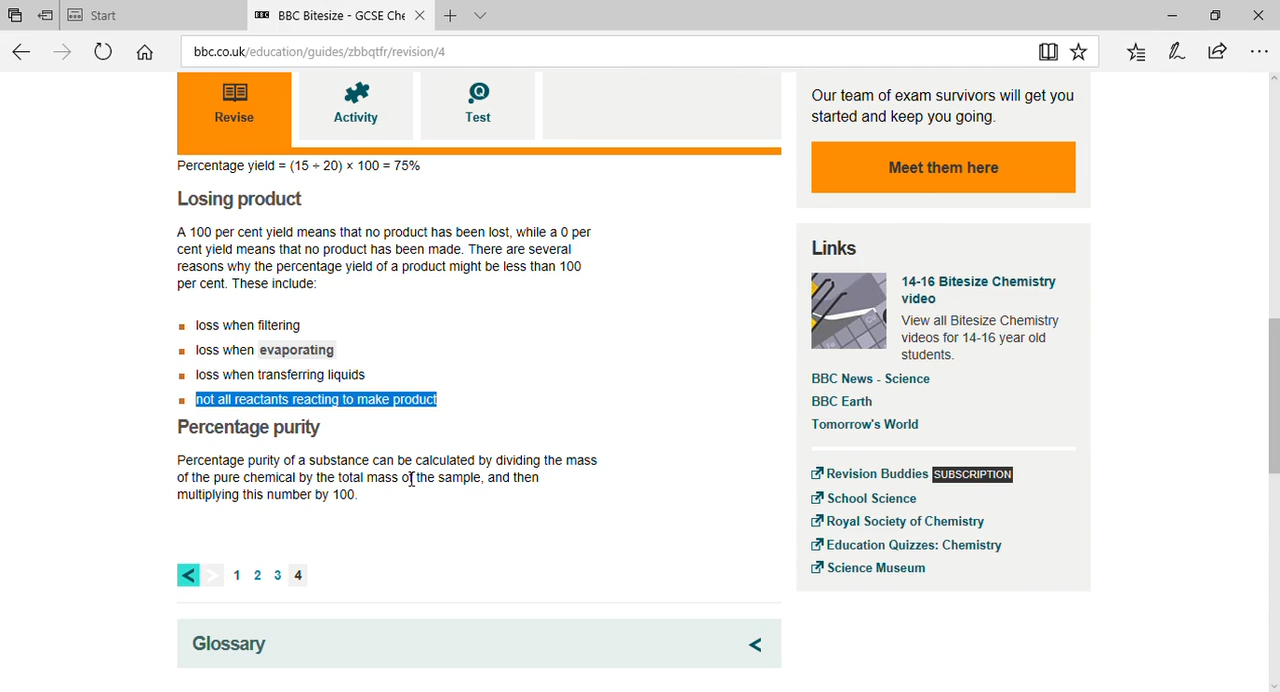 Start
BBC BBC Bitesize - GCSE Che
bbc.co.uk/education/guides/zbbqtfr/revision/4
Revise
Activity
Test
Percentage yield = (15 ÷ 20) × 100 = 75%
Losing product
A 100 per cent yield means that no product has been lost, while a 0 per
cent yield means that no product has been made. There are several
reasons why the percentage yield of a product might be less than 100
per cent. These include:
loss when filtering
loss when evaporating
loss when transferring liquids
not all reactants reacting to make product
Percentage purity
Percentage purity of a substance can be calculated by dividing the mass
of the pure chemical by the total mass of the sample, and then
multiplying this number by 100.
< > 1 2 3 4
Glossary <
Our team of exam survivors will get you
started and keep you going.
Meet them here
Links
14-16 Bitesize Chemistry
video
View all Bitesize Chemistry
videos for 14-16 year old
students.
BBC News - Science
BBC Earth
Tomorrow's World
Revision Buddies SUBSCRIPTION
School Science
Royal Society of Chemistry
Education Quizzes: Chemistry
Science Museum